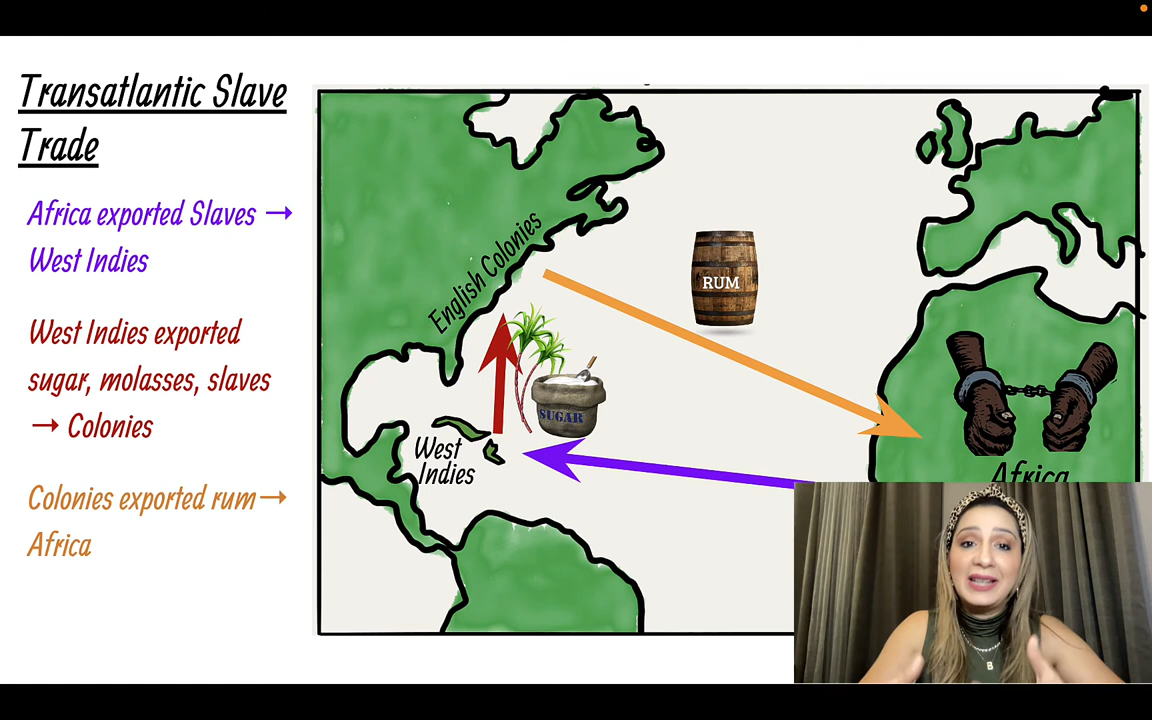 Transatlantic Slave
Trade
Africa exported Slaves →
West Indies
West Indies exported
sugar, molasses, slaves
→ Colonies
Colonies exported rum→
Africa
English Colonies
RUM
SUGAR
West
Indies
Africa
B